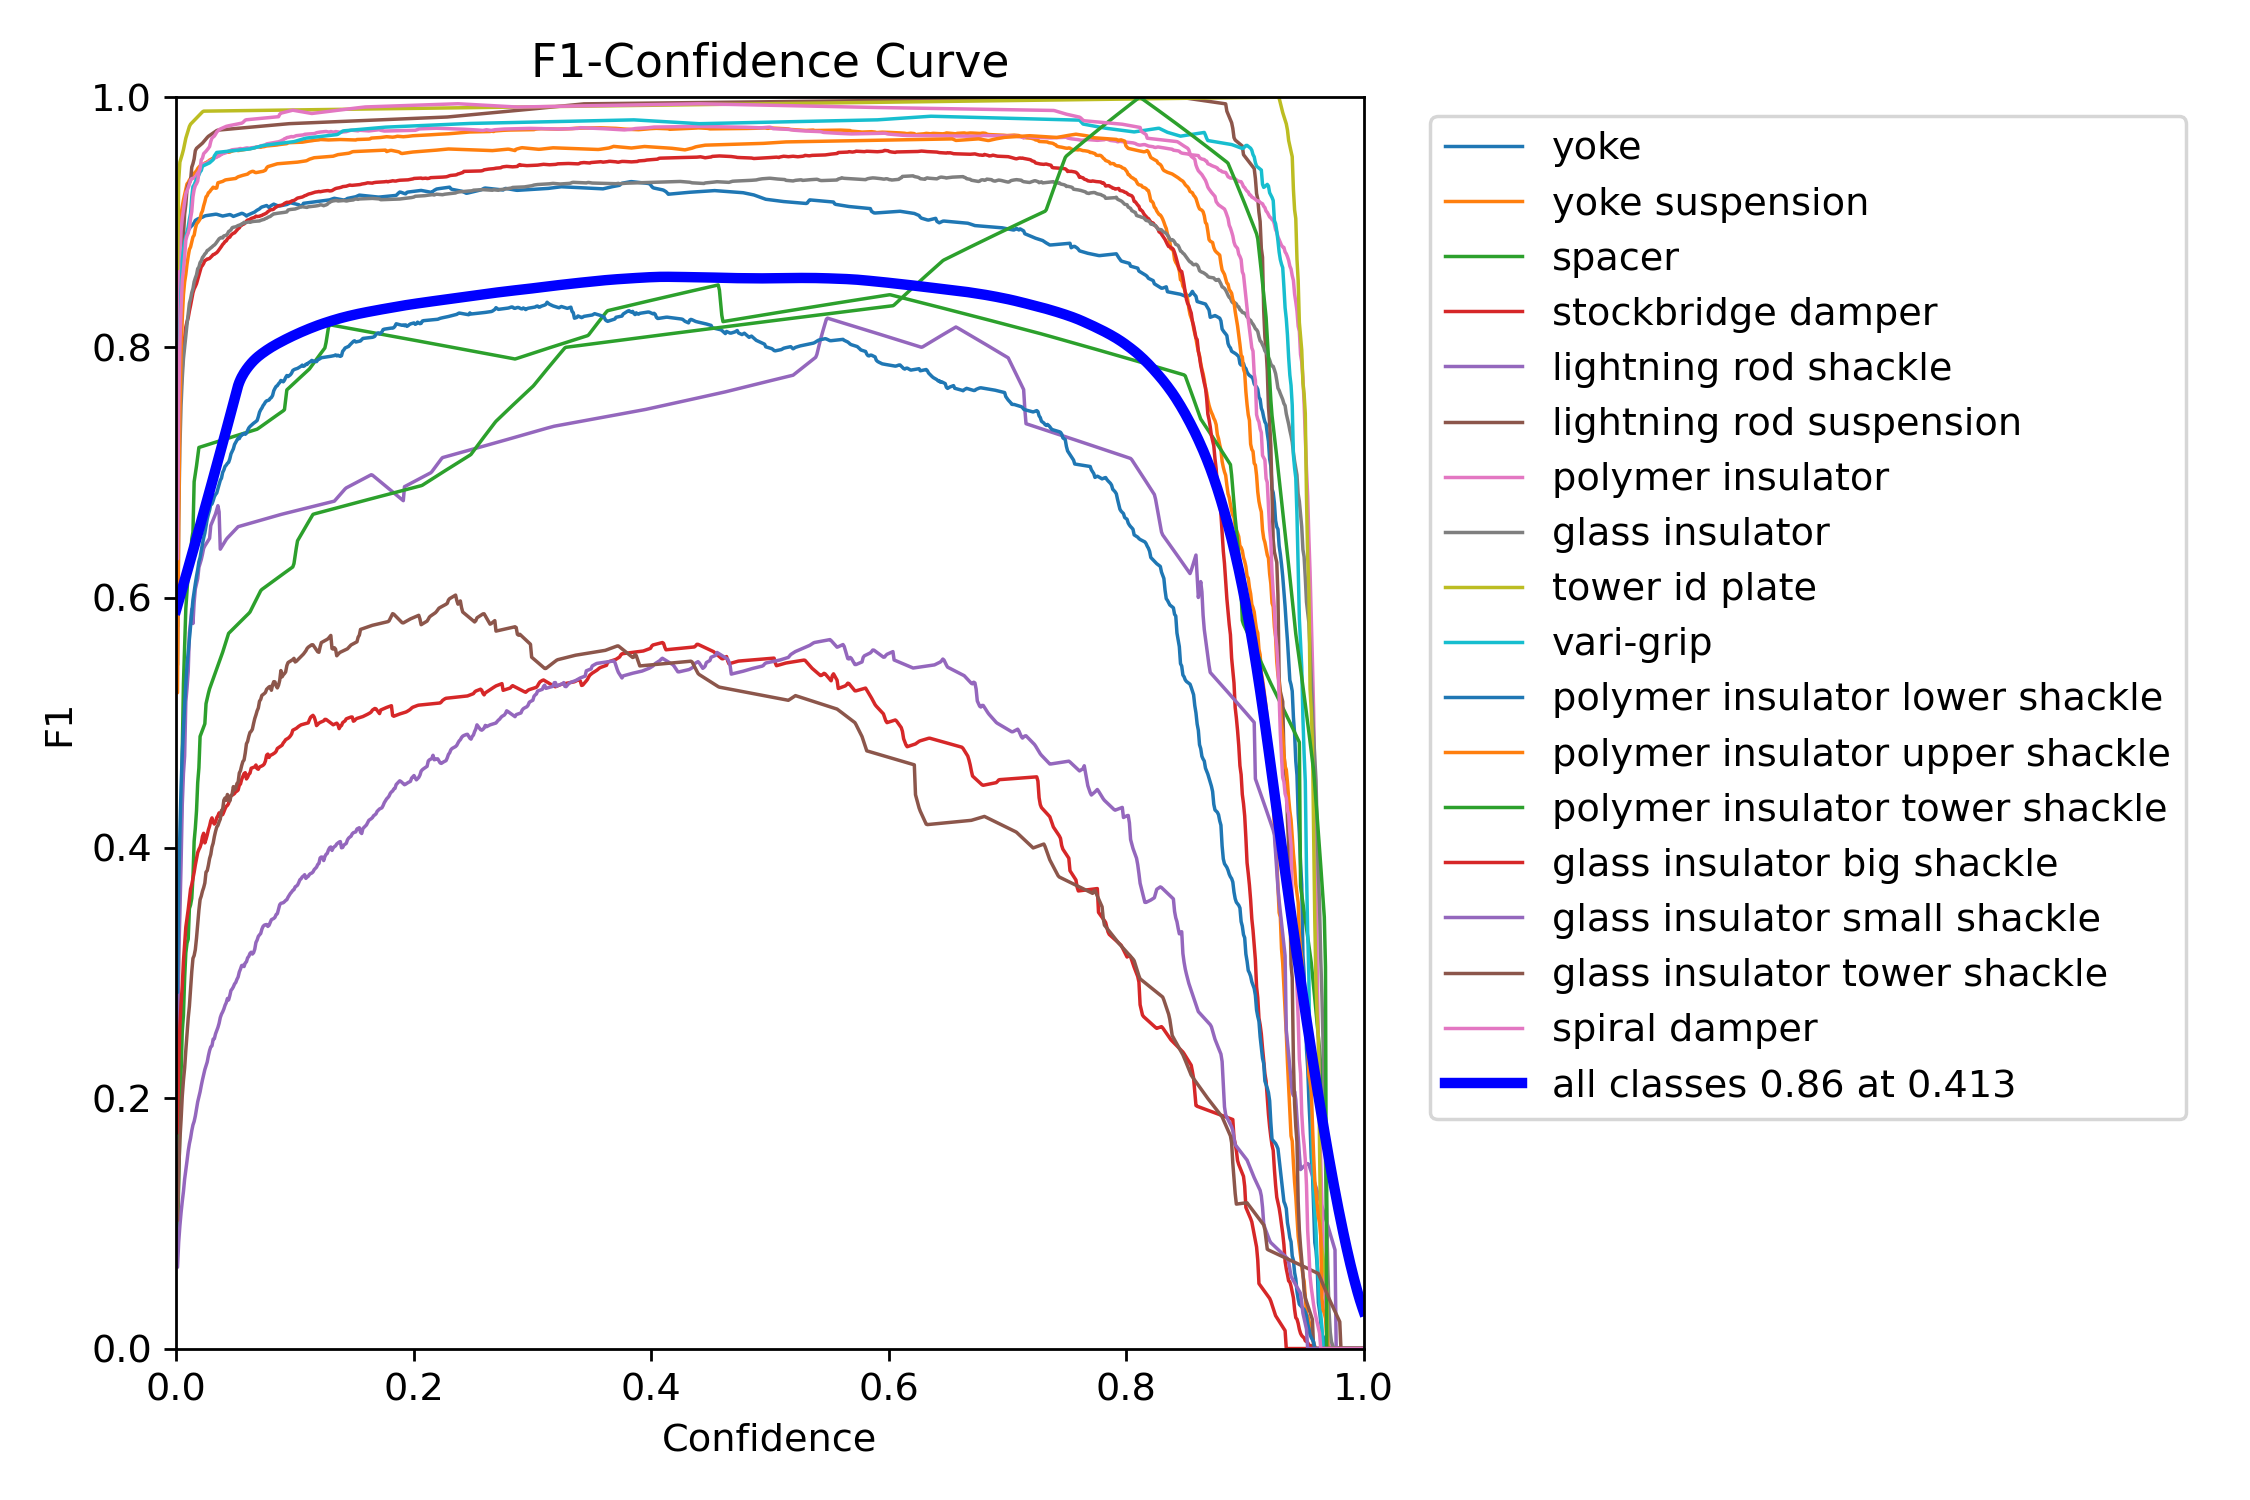 F1-Confidence Curve
1.0
0.8
0.6
0.4
0.2
0.0
F1
0.0 0.2 0.4 0.6 0.8 1.0
Confidence
yoke
yoke suspension
spacer
stockbridge damper
lightning rod shackle
lightning rod suspension
polymer insulator
glass insulator
tower id plate
vari-grip
polymer insulator lower shackle
polymer insulator upper shackle
polymer insulator tower shackle
glass insulator big shackle
glass insulator small shackle
glass insulator tower shackle
spiral damper
all classes 0.86 at 0.413